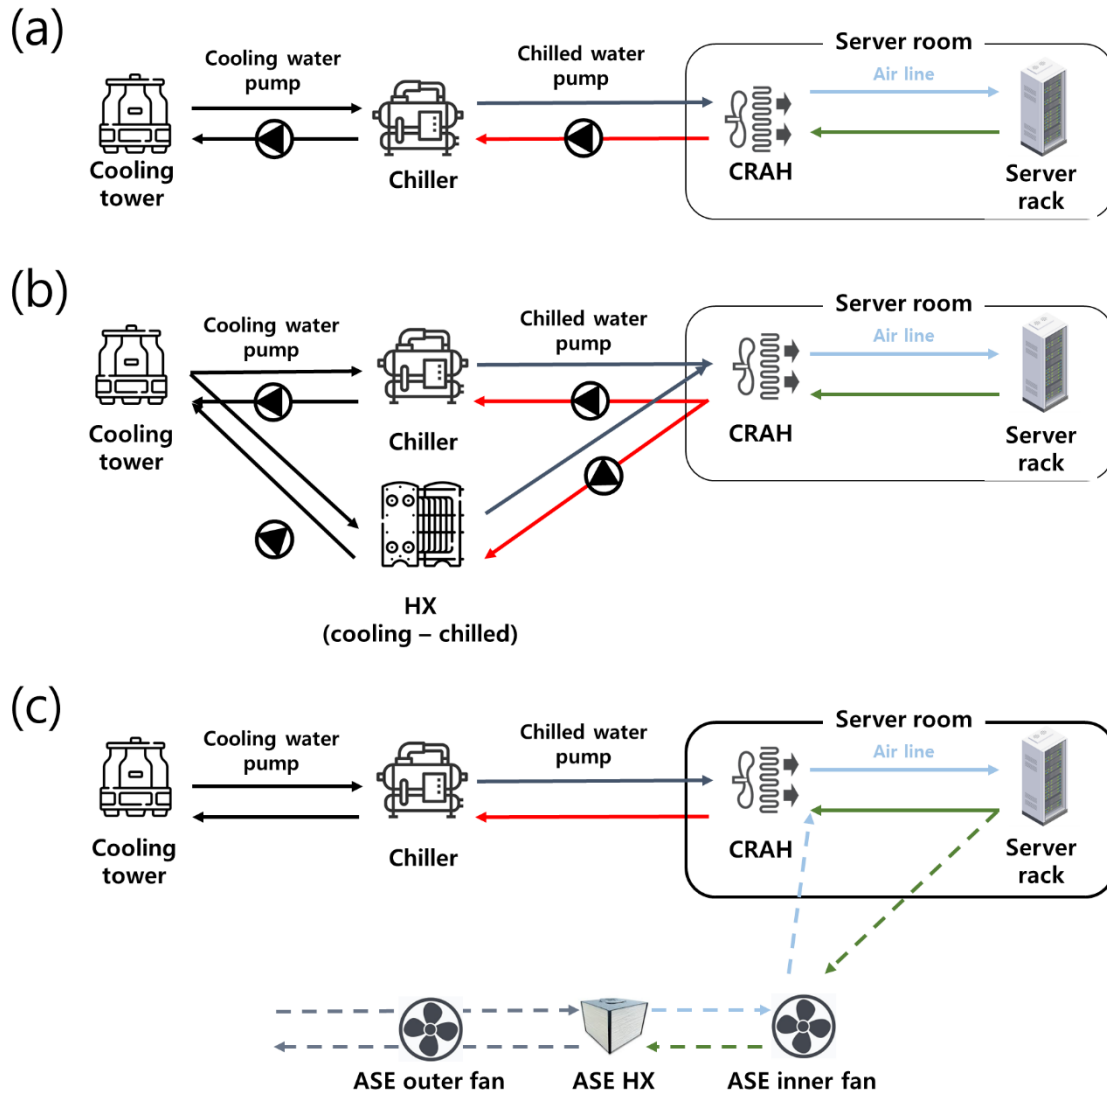 (a)
Server room
Cooling water
pump
Chilled water
pump
Air line
Cooling
tower
Chiller
CRAH
Server
rack
(b)
Server room
Cooling water
pump
Chilled water
pump
Air line
Cooling
tower
Chiller
CRAH
Server
rack
HX
(cooling – chilled)
(c)
Server room
Cooling water
pump
Chilled water
pump
Air line
Cooling
tower
Chiller
CRAH
Server
rack
ASE outer fan
ASE HX
ASE inner fan